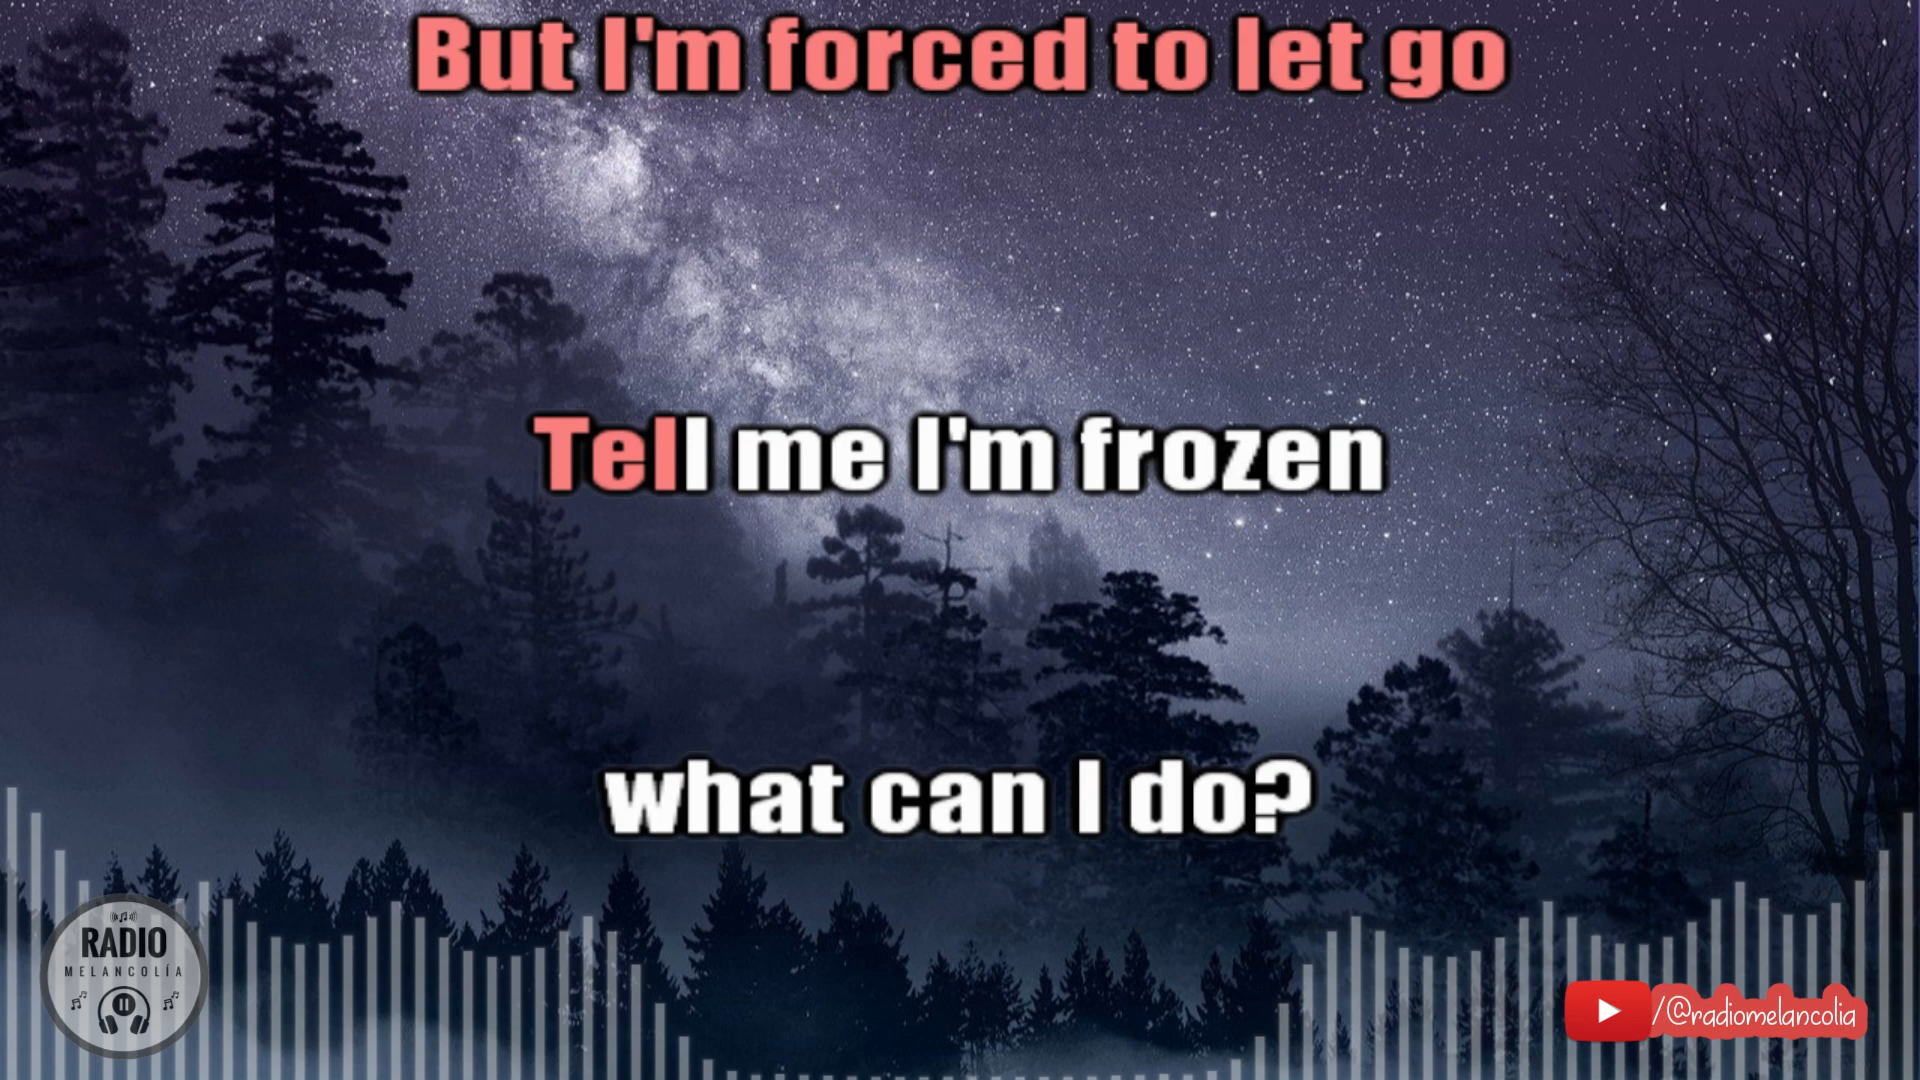 But I'm forced to let go
Tell me I'm frozen
what can I do?
RADIO
MELANCOLÍA
/@radiomelancolia